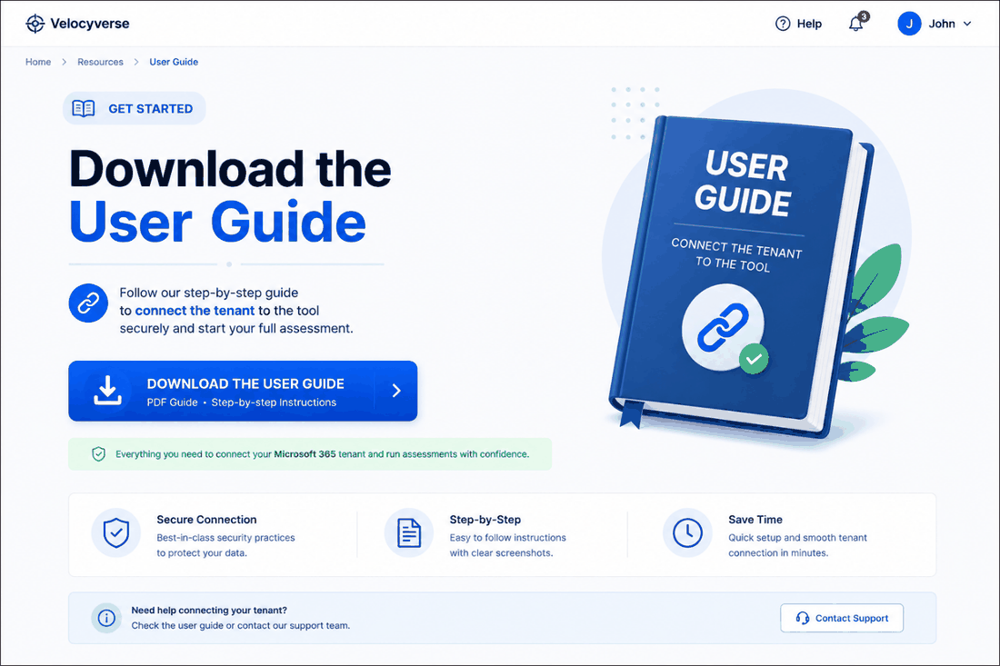 Velocyverse
Help
3
J
John
Home > Resources > User Guide
GET STARTED
Download the
User Guide
Follow our step-by-step guide
to connect the tenant to the tool
securely and start your full assessment.
DOWNLOAD THE USER GUIDE
PDF Guide • Step-by-step Instructions
Everything you need to connect your Microsoft 365 tenant and run assessments with confidence.
USER
GUIDE
CONNECT THE TENANT
TO THE TOOL
Secure Connection
Best-in-class security practices
to protect your data.
Step-by-Step
Easy to follow instructions
with clear screenshots.
Save Time
Quick setup and smooth tenant
connection in minutes.
Need help connecting your tenant?
Check the user guide or contact our support team.
Contact Support